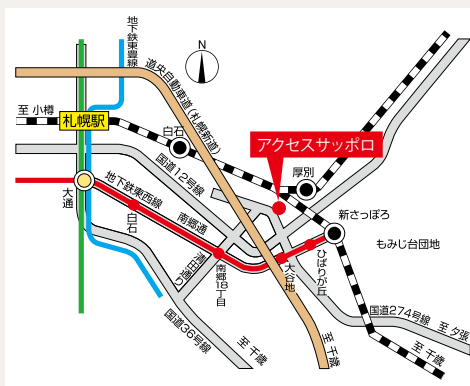 地下鉄東豊線
N
道央自動車道(札幌新道)
至 小樽
札幌駅
白石
アクセスサッポロ
国道12号線
厚別
地下鉄東西線
大通
白石
南郷通
新さっぽろ
もみじ台団地
ひばりが丘
大谷地
南郷18丁目
清田通り
国道274号線
至 夕張
国道36号線
至 千歳
至 千歳
至 千歳